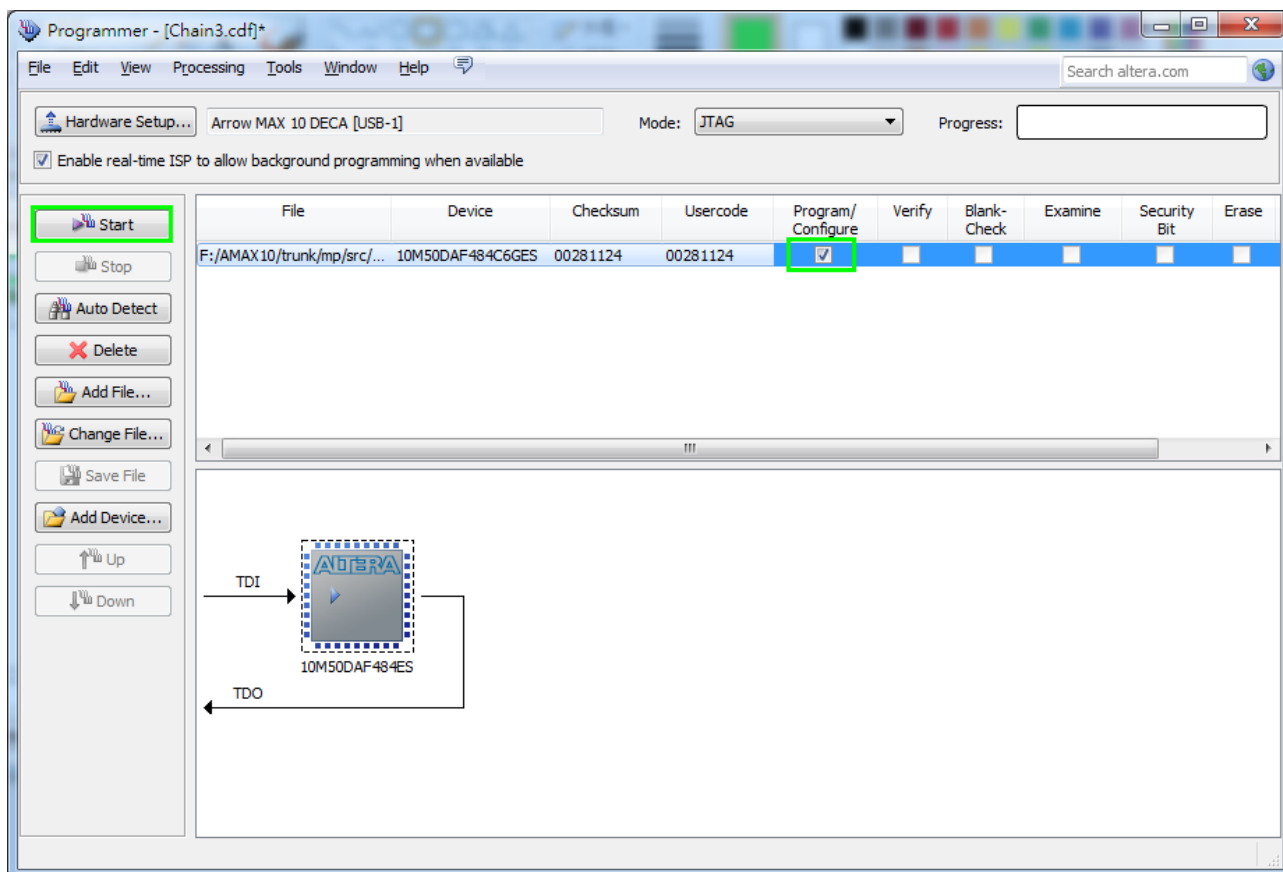 Programmer - [Chain3.cdf]*
File Edit View Processing Tools Window Help
Search altera.com
Hardware Setup... Arrow MAX 10 DECA [USB-1] Mode: JTAG Progress:
Enable real-time ISP to allow background programming when available
Start
Stop
Auto Detect
Delete
Add File...
Change File...
Save File
Add Device...
Up
Down
File Device Checksum Usercode Program/ Verify Blank- Examine Security Erase
Configure Check Bit
F:/AMAX10/trunk/mp/src/... 10M50DAF484C6GES 00281124 00281124
TDI
ALTERA
10M50DAF484ES
TDO